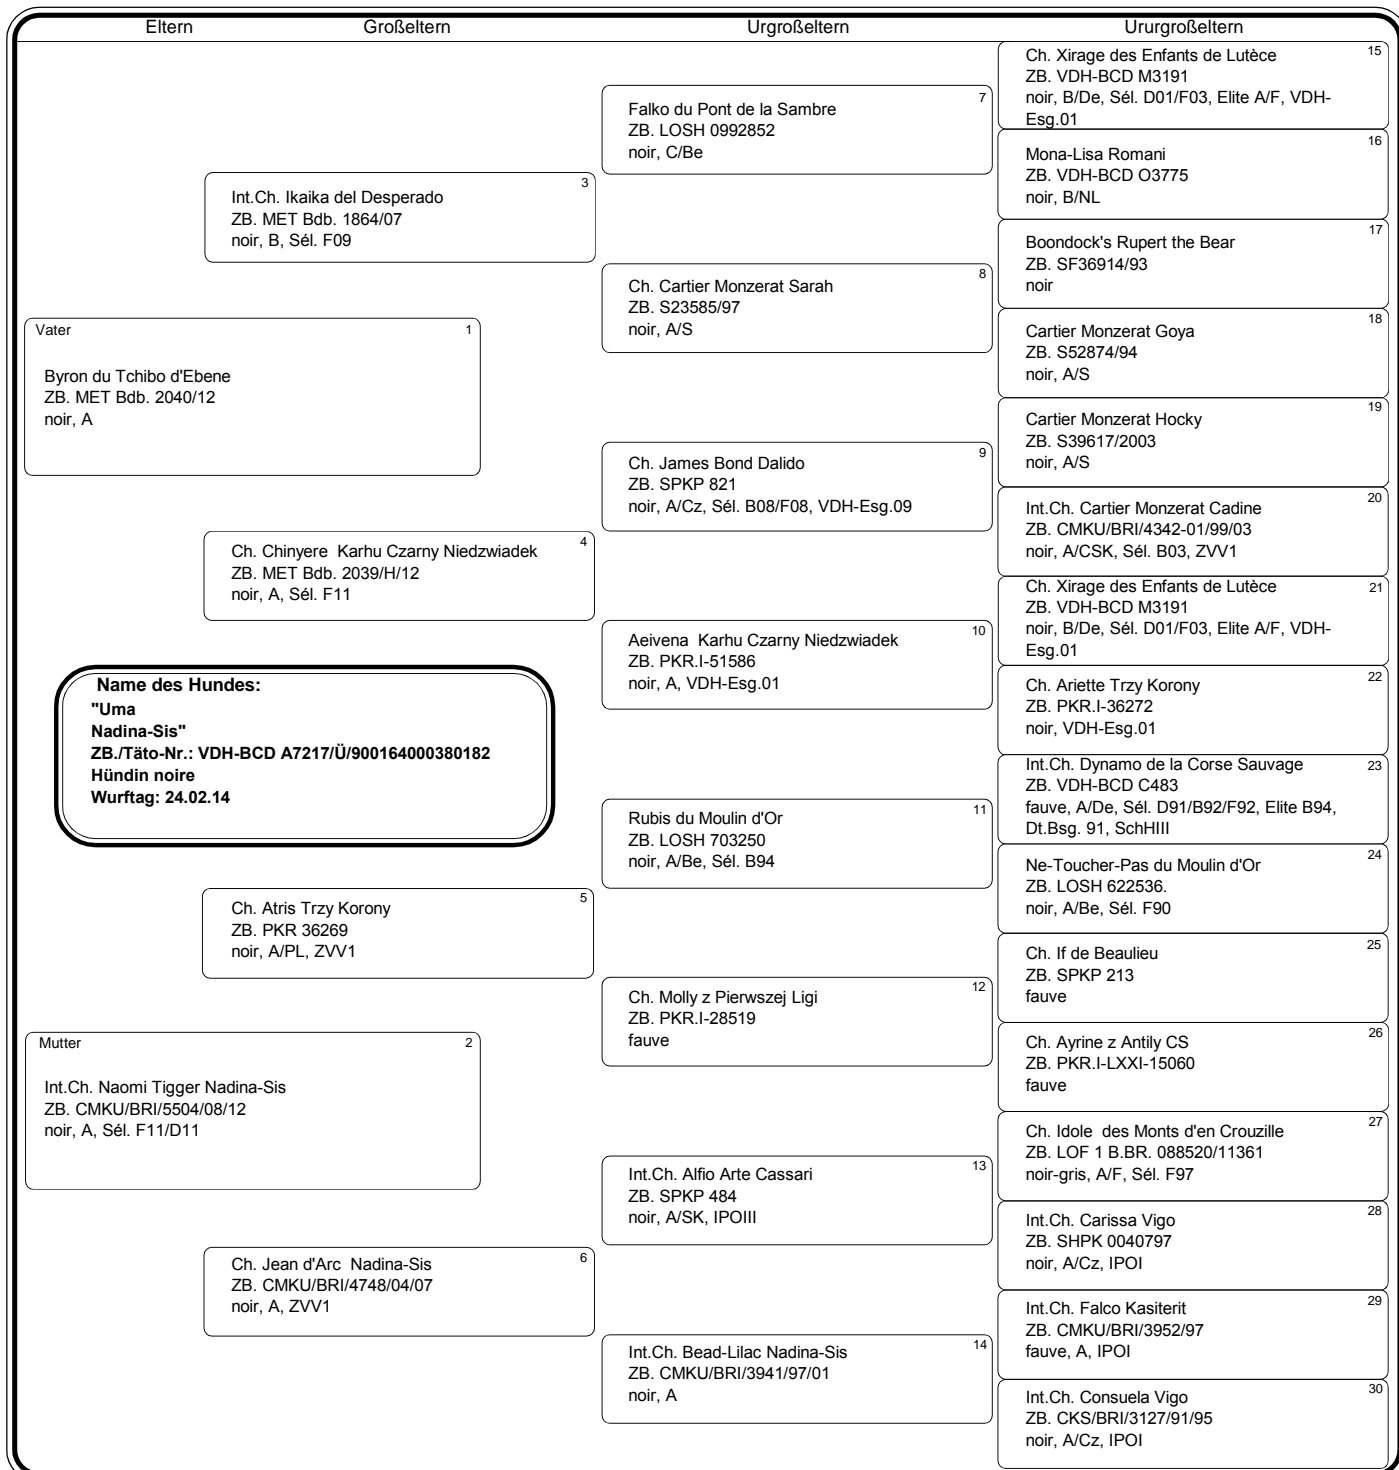 Eltern
Großeltern
Urgroßeltern
Ururgroßeltern
Vater 1
Byron du Tchibo d'Ebene
ZB. MET Bdb. 2040/12
noir, A
Mutter 2
Int.Ch. Naomi Tigger Nadina-Sis
ZB. CMKU/BRI/5504/08/12
noir, A, Sél. F11/D11
Name des Hundes:
"Uma
Nadina-Sis"
ZB./Täto-Nr.: VDH-BCD A7217/Ü/900164000380182
Hündin noire
Wurftag: 24.02.14
3
Int.Ch. Ikaika del Desperado
ZB. MET Bdb. 1864/07
noir, B, Sél. F09
4
Ch. Chinyere Karhu Czarny Niedzwiadek
ZB. MET Bdb. 2039/H/12
noir, A, Sél. F11
5
Ch. Atris Trzy Korony
ZB. PKR 36269
noir, A/PL, ZVV1
6
Ch. Jean d'Arc Nadina-Sis
ZB. CMKU/BRI/4748/04/07
noir, A, ZVV1
7
Falko du Pont de la Sambre
ZB. LOSH 0992852
noir, C/Be
8
Ch. Cartier Monzerat Sarah
ZB. S23585/97
noir, A/S
9
Ch. James Bond Dalido
ZB. SPKP 821
noir, A/Cz, Sél. B08/F08, VDH-Esg.09
10
Aeivena Karhu Czarny Niedzwiadek
ZB. PKR.I-51586
noir, A, VDH-Esg.01
11
Rubis du Moulin d'Or
ZB. LOSH 703250
noir, A/Be, Sél. B94
12
Ch. Molly z Pierwszej Ligi
ZB. PKR.I-28519
fauve
13
Int.Ch. Alfio Arte Cassari
ZB. SPKP 484
noir, A/SK, IPOIII
14
Int.Ch. Bead-Lilac Nadina-Sis
ZB. CMKU/BRI/3941/97/01
noir, A
15
Ch. Xirage des Enfants de Lutèce
ZB. VDH-BCD M3191
noir, B/De, Sél. D01/F03, Elite A/F, VDH-
Esg.01
16
Mona-Lisa Romani
ZB. VDH-BCD O3775
noir, B/NL
17
Boondock's Rupert the Bear
ZB. SF36914/93
noir
18
Cartier Monzerat Goya
ZB. S52874/94
noir, A/S
19
Cartier Monzerat Hocky
ZB. S39617/2003
noir, A/S
20
Int.Ch. Cartier Monzerat Cadine
ZB. CMKU/BRI/4342-01/99/03
noir, A/CSK, Sél. B03, ZVV1
21
Ch. Xirage des Enfants de Lutèce
ZB. VDH-BCD M3191
noir, B/De, Sél. D01/F03, Elite A/F, VDH-
Esg.01
22
Ch. Ariette Trzy Korony
ZB. PKR.I-36272
noir, VDH-Esg.01
23
Int.Ch. Dynamo de la Corse Sauvage
ZB. VDH-BCD C483
fauve, A/De, Sél. D91/B92/F92, Elite B94,
Dt.Bsg. 91, SchHIII
24
Ne-Toucher-Pas du Moulin d'Or
ZB. LOSH 622536.
noir, A/Be, Sél. F90
25
Ch. If de Beaulieu
ZB. SPKP 213
fauve
26
Ch. Ayrine z Antily CS
ZB. PKR.I-LXXI-15060
fauve
27
Ch. Idole des Monts d'en Crouzille
ZB. LOF 1 B.BR. 088520/11361
noir-gris, A/F, Sél. F97
28
Int.Ch. Carissa Vigo
ZB. SHPK 0040797
noir, A/Cz, IPOI
29
Int.Ch. Falco Kasiterit
ZB. CMKU/BRI/3952/97
fauve, A, IPOI
30
Int.Ch. Consuela Vigo
ZB. CKS/BRI/3127/91/95
noir, A/Cz, IPOI